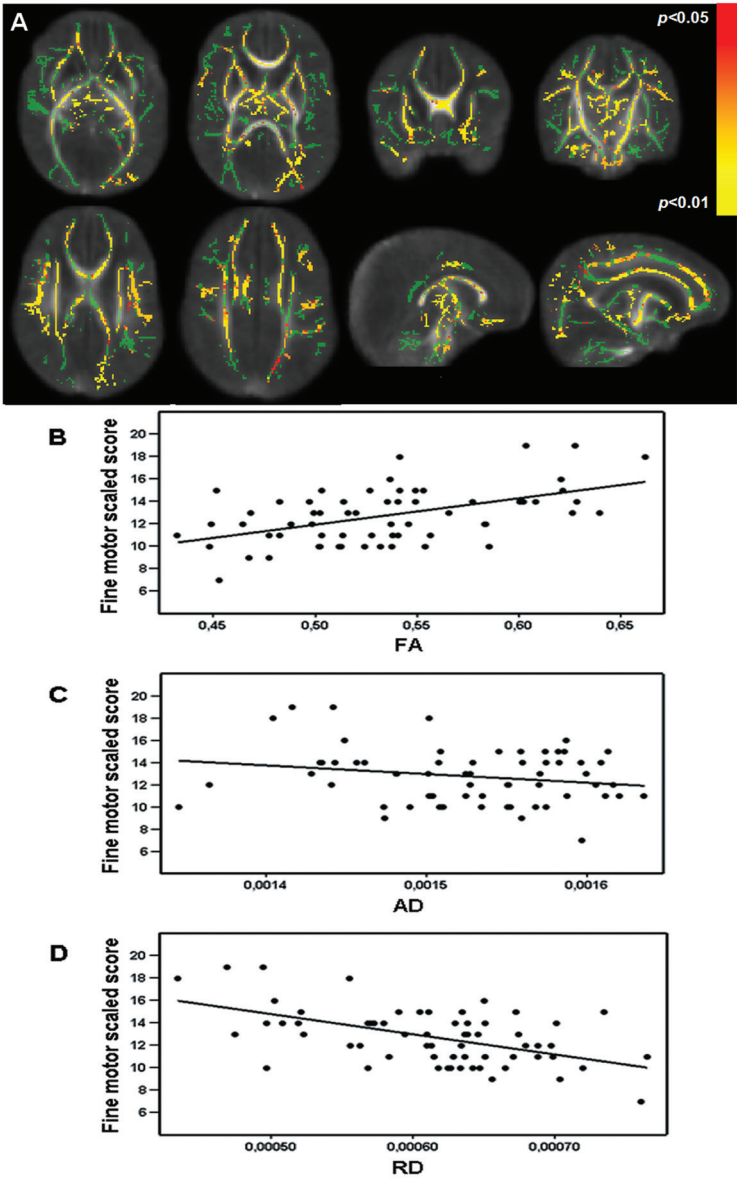 A
p<0.05
p<0.01
B
Fine motor scaled score
20
18
16
14
12
10
8
6
0,45 0,50 0,55 0,60 0,65
FA
C
Fine motor scaled score
20
18
16
14
12
10
8
6
0,0014 0,0015 0,0016
AD
D
Fine motor scaled score
20
18
16
14
12
10
8
6
0,00050 0,00060 0,00070
RD